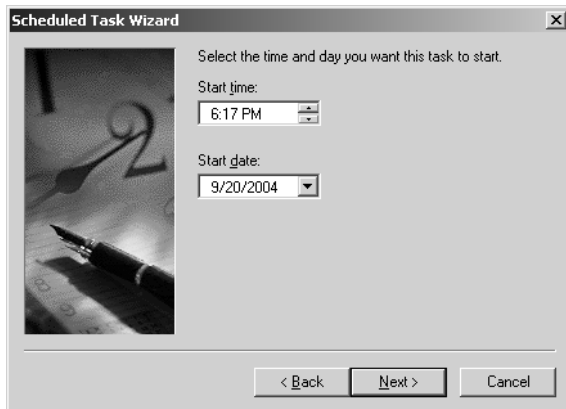 Scheduled Task Wizard
Select the time and day you want this task to start.
Start time:
6:17 PM
Start date:
9/20/2004
< Back
Next >
Cancel